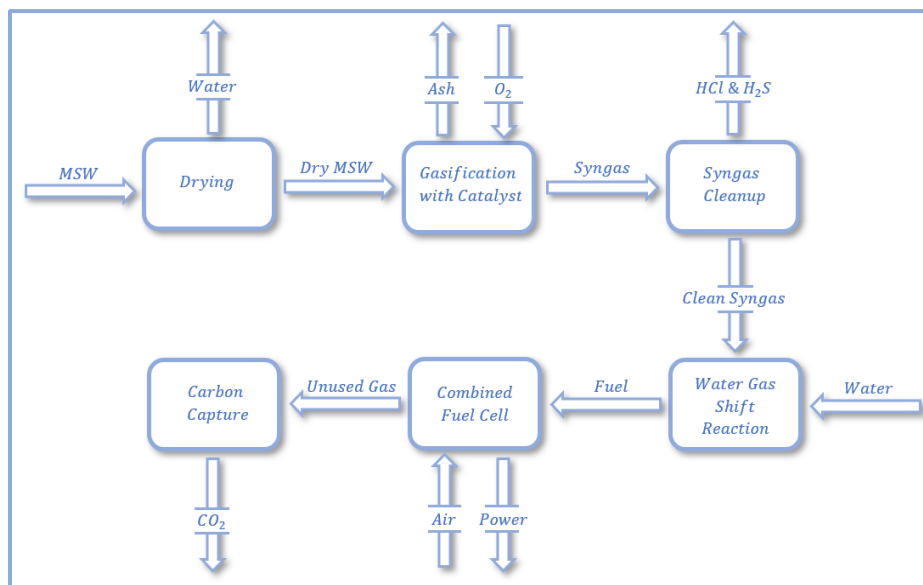 Water
Ash
O₂
HCl & H₂S
MSW
Drying
Dry MSW
Gasification
with Catalyst
Syngas
Syngas
Cleanup
Clean Syngas
Carbon
Capture
Unused Gas
Combined
Fuel Cell
Fuel
Water Gas
Shift
Reaction
Water
CO₂
Air
Power